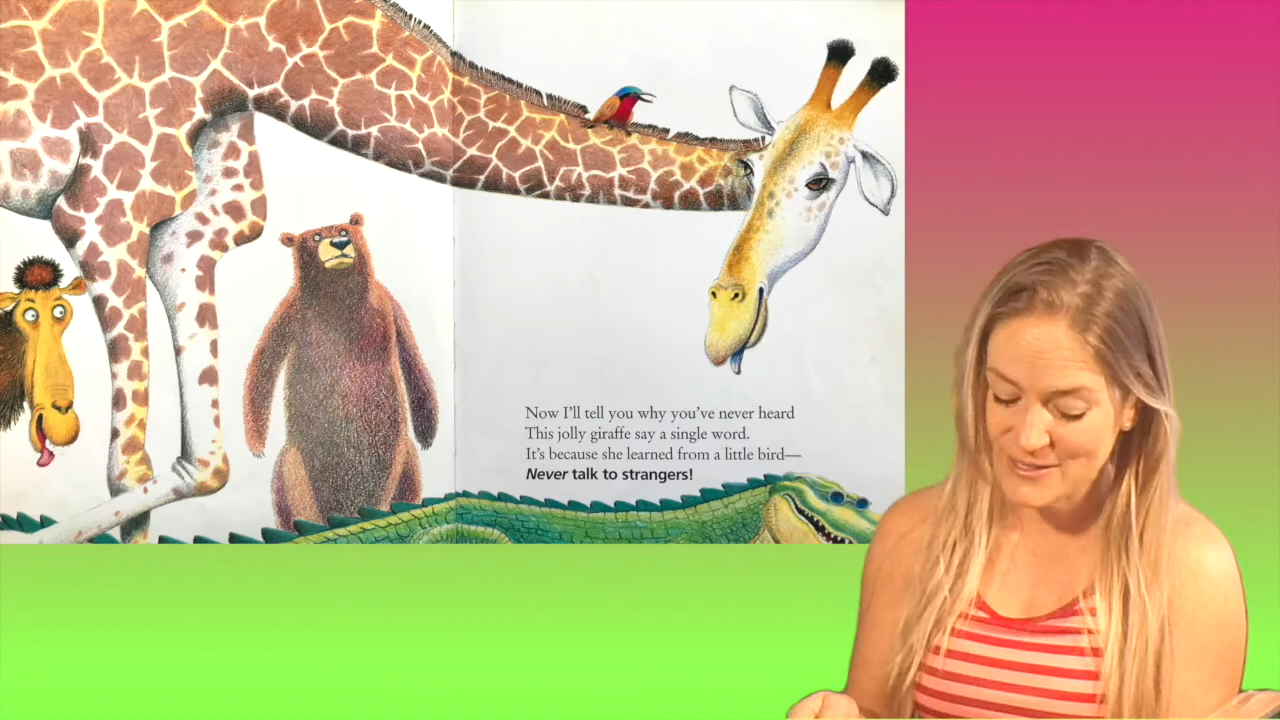 Now I'll tell you why you've never heard
This jolly giraffe say a single word.
It's because she learned from a little bird—
Never talk to strangers!